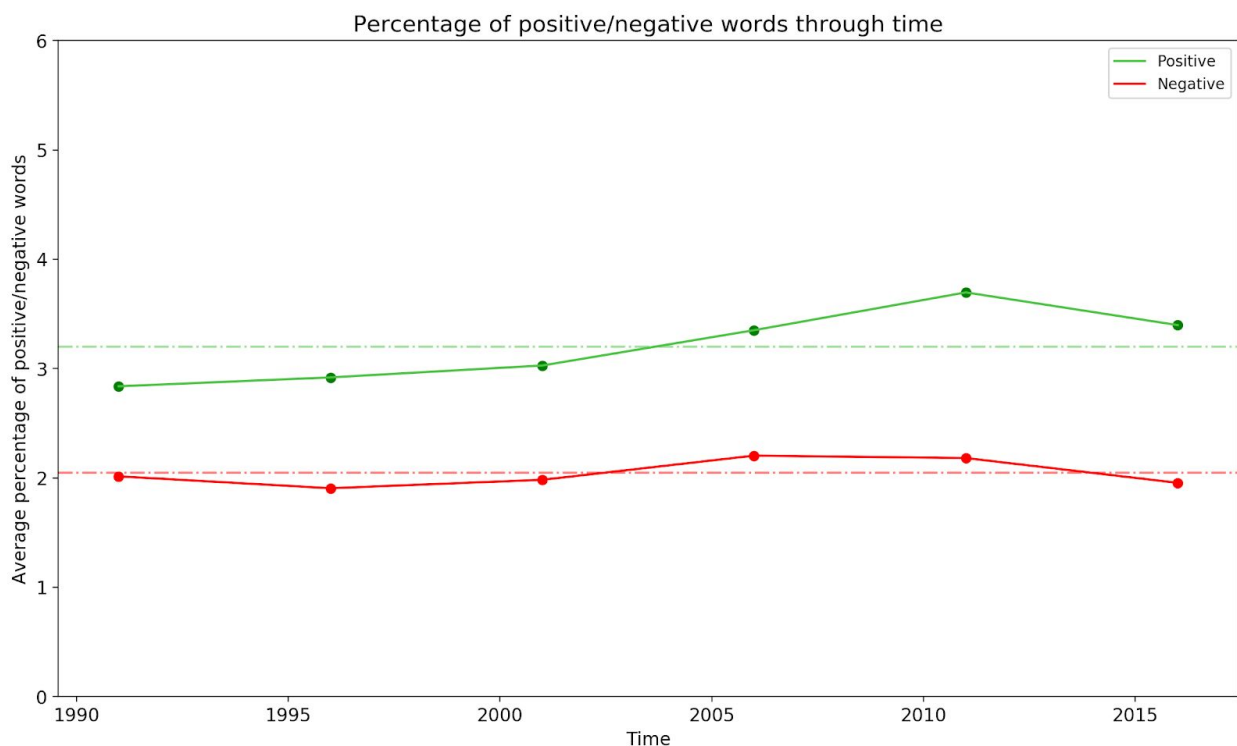 Percentage of positive/negative words through time
Positive
Negative
Average percentage of positive/negative words
6
5
4
3
2
1
0
1990 1995 2000 2005 2010 2015
Time